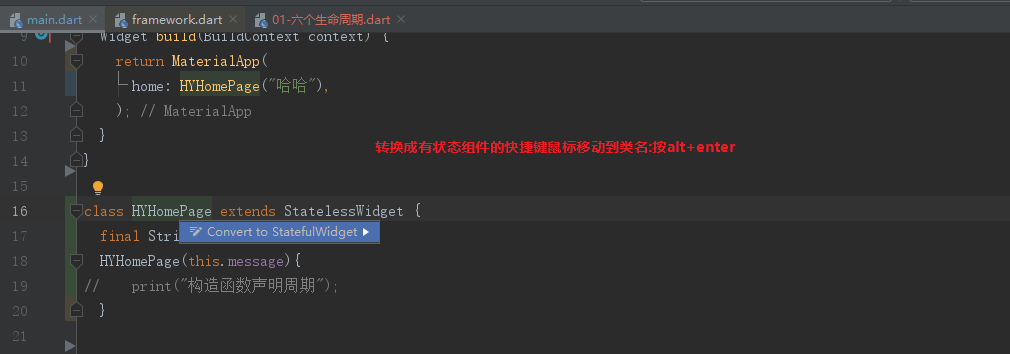 main.dart × framework.dart × 01-六个生命周期.dart ×
9 Widget build(BuildContext context) {
10 return MaterialApp(
11 home: HYHomePage("哈哈"),
12 ); // MaterialApp
13 }
转换成有状态组件的快捷键鼠标移动到类名:按alt+enter
14 }
15
16 class HYHomePage extends StatelessWidget {
Convert to StatefulWidget
17 final Stri
18 HYHomePage(this.message){
19 // print("构造函数声明周期");
20 }
21